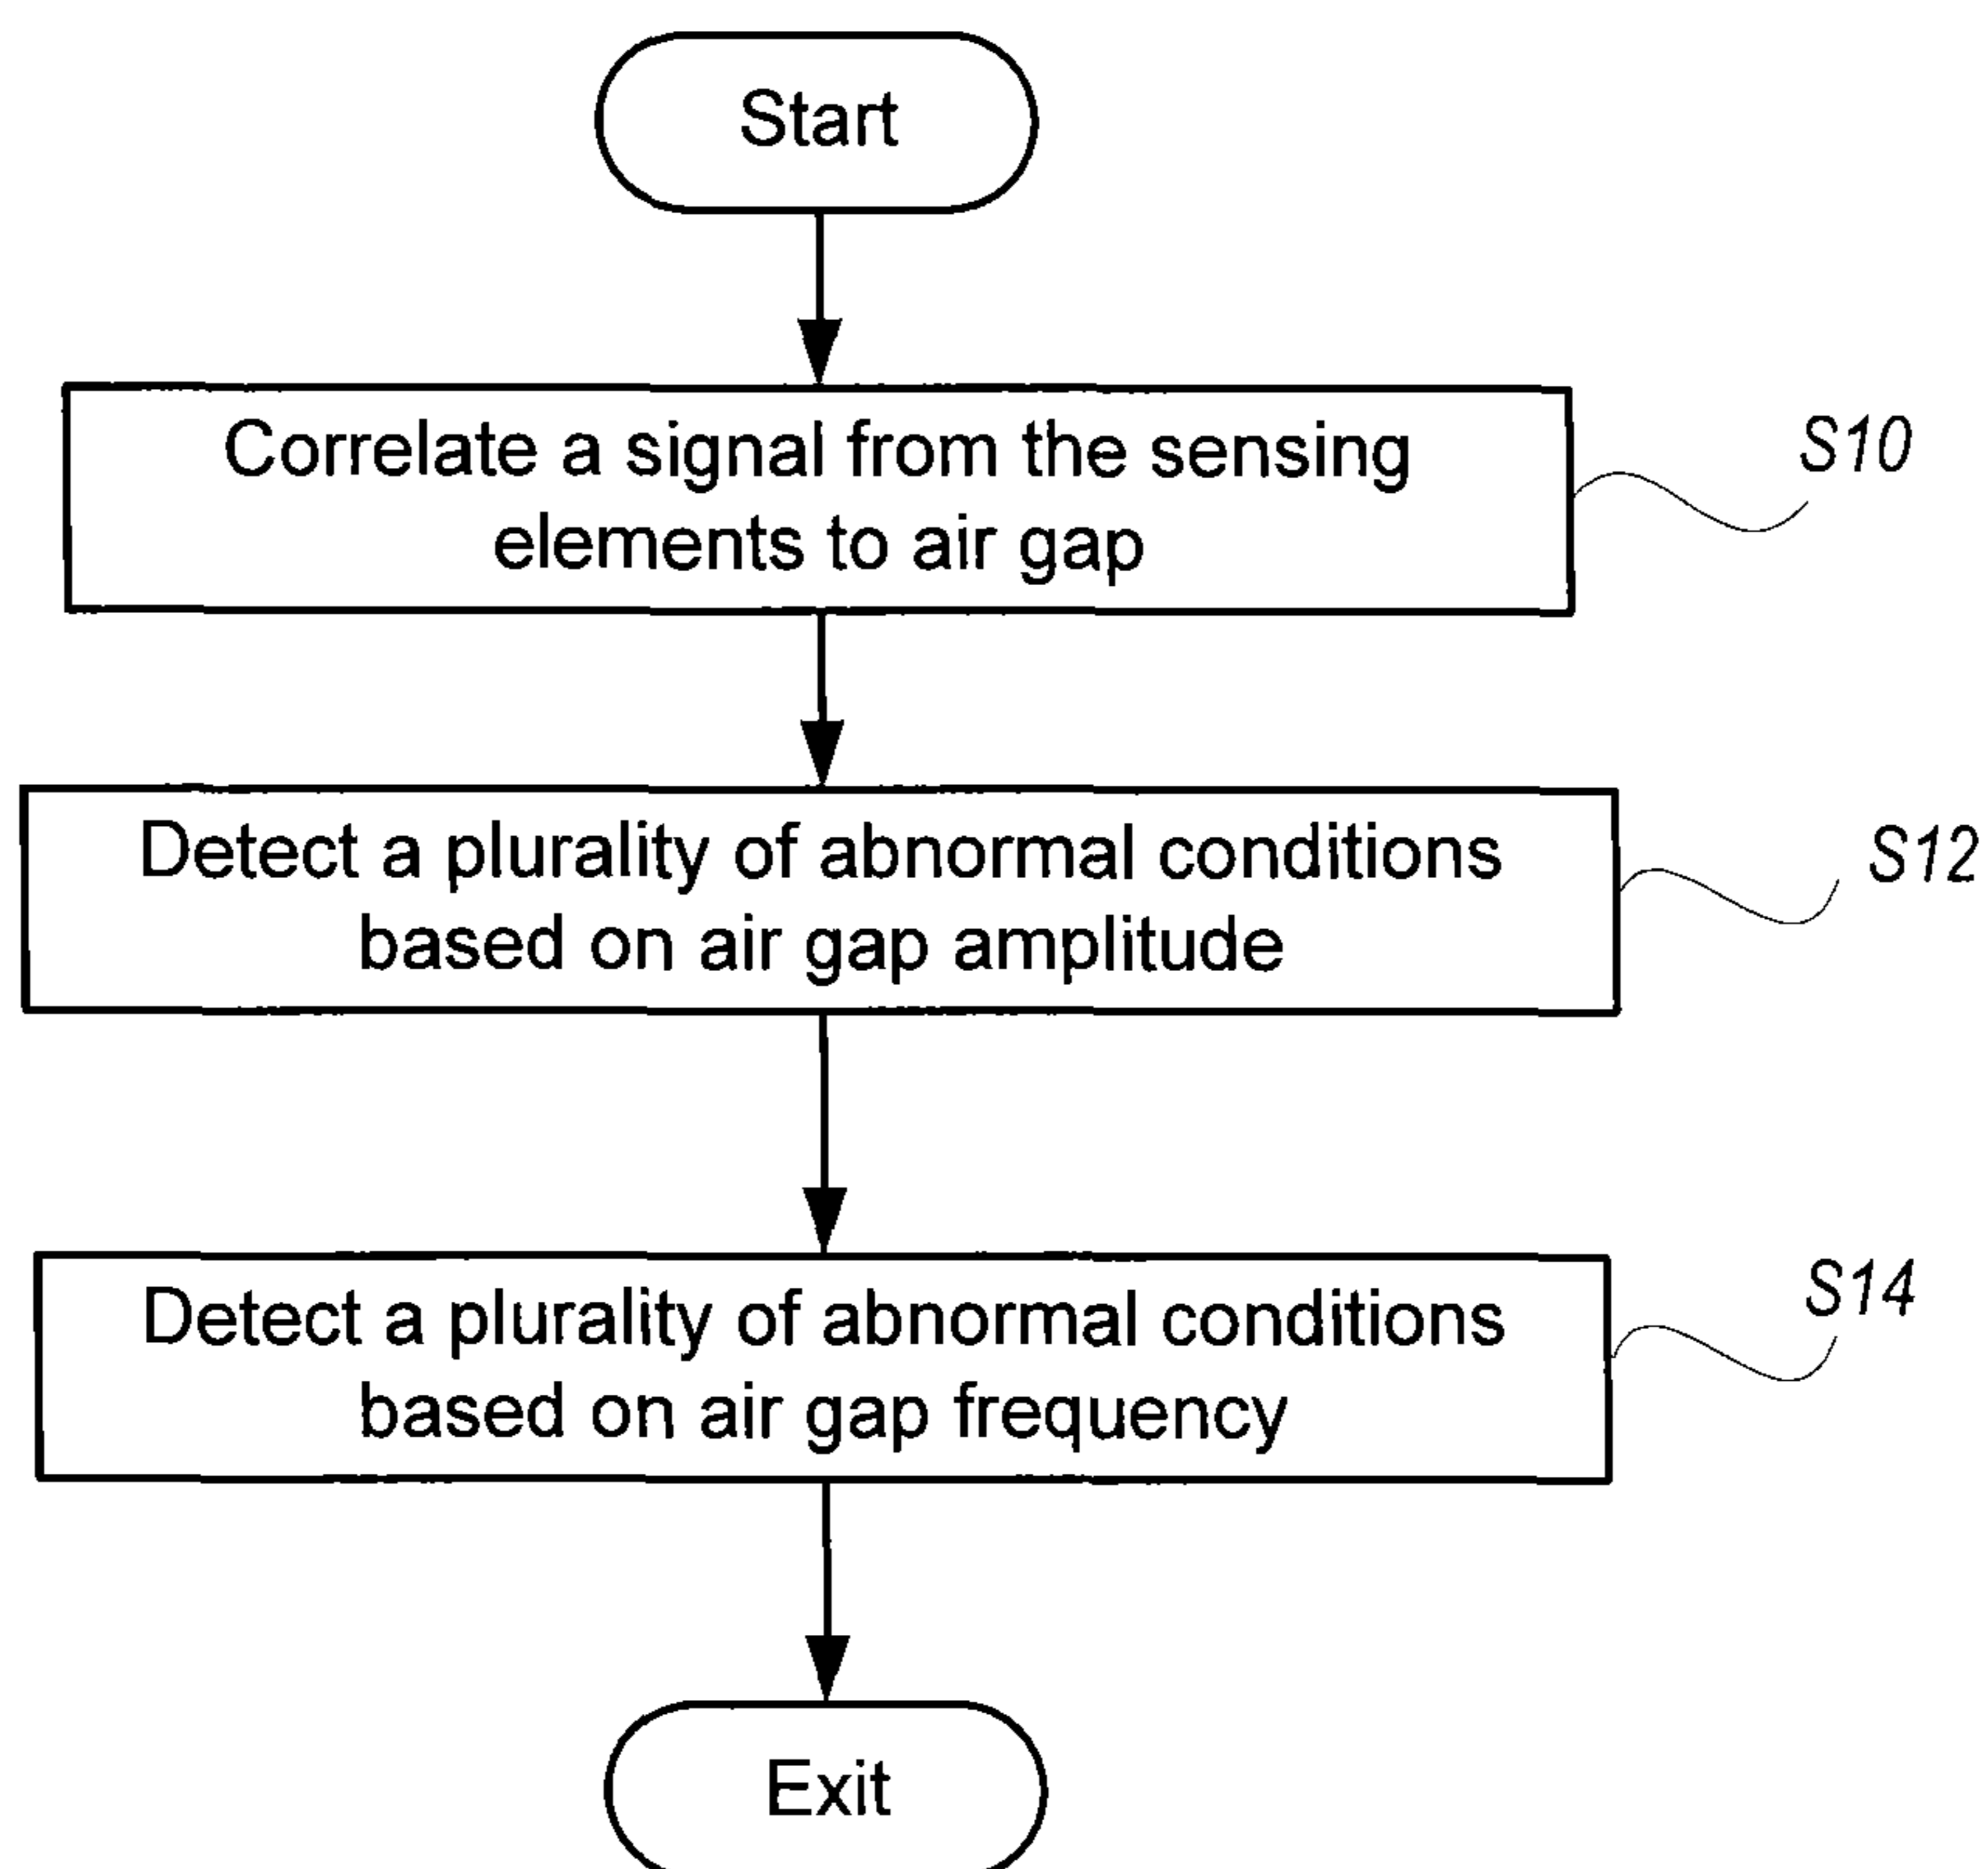 Start
Correlate a signal from the sensing
elements to air gap
S10
Detect a plurality of abnormal conditions
based on air gap amplitude
S12
Detect a plurality of abnormal conditions
based on air gap frequency
S14
Exit